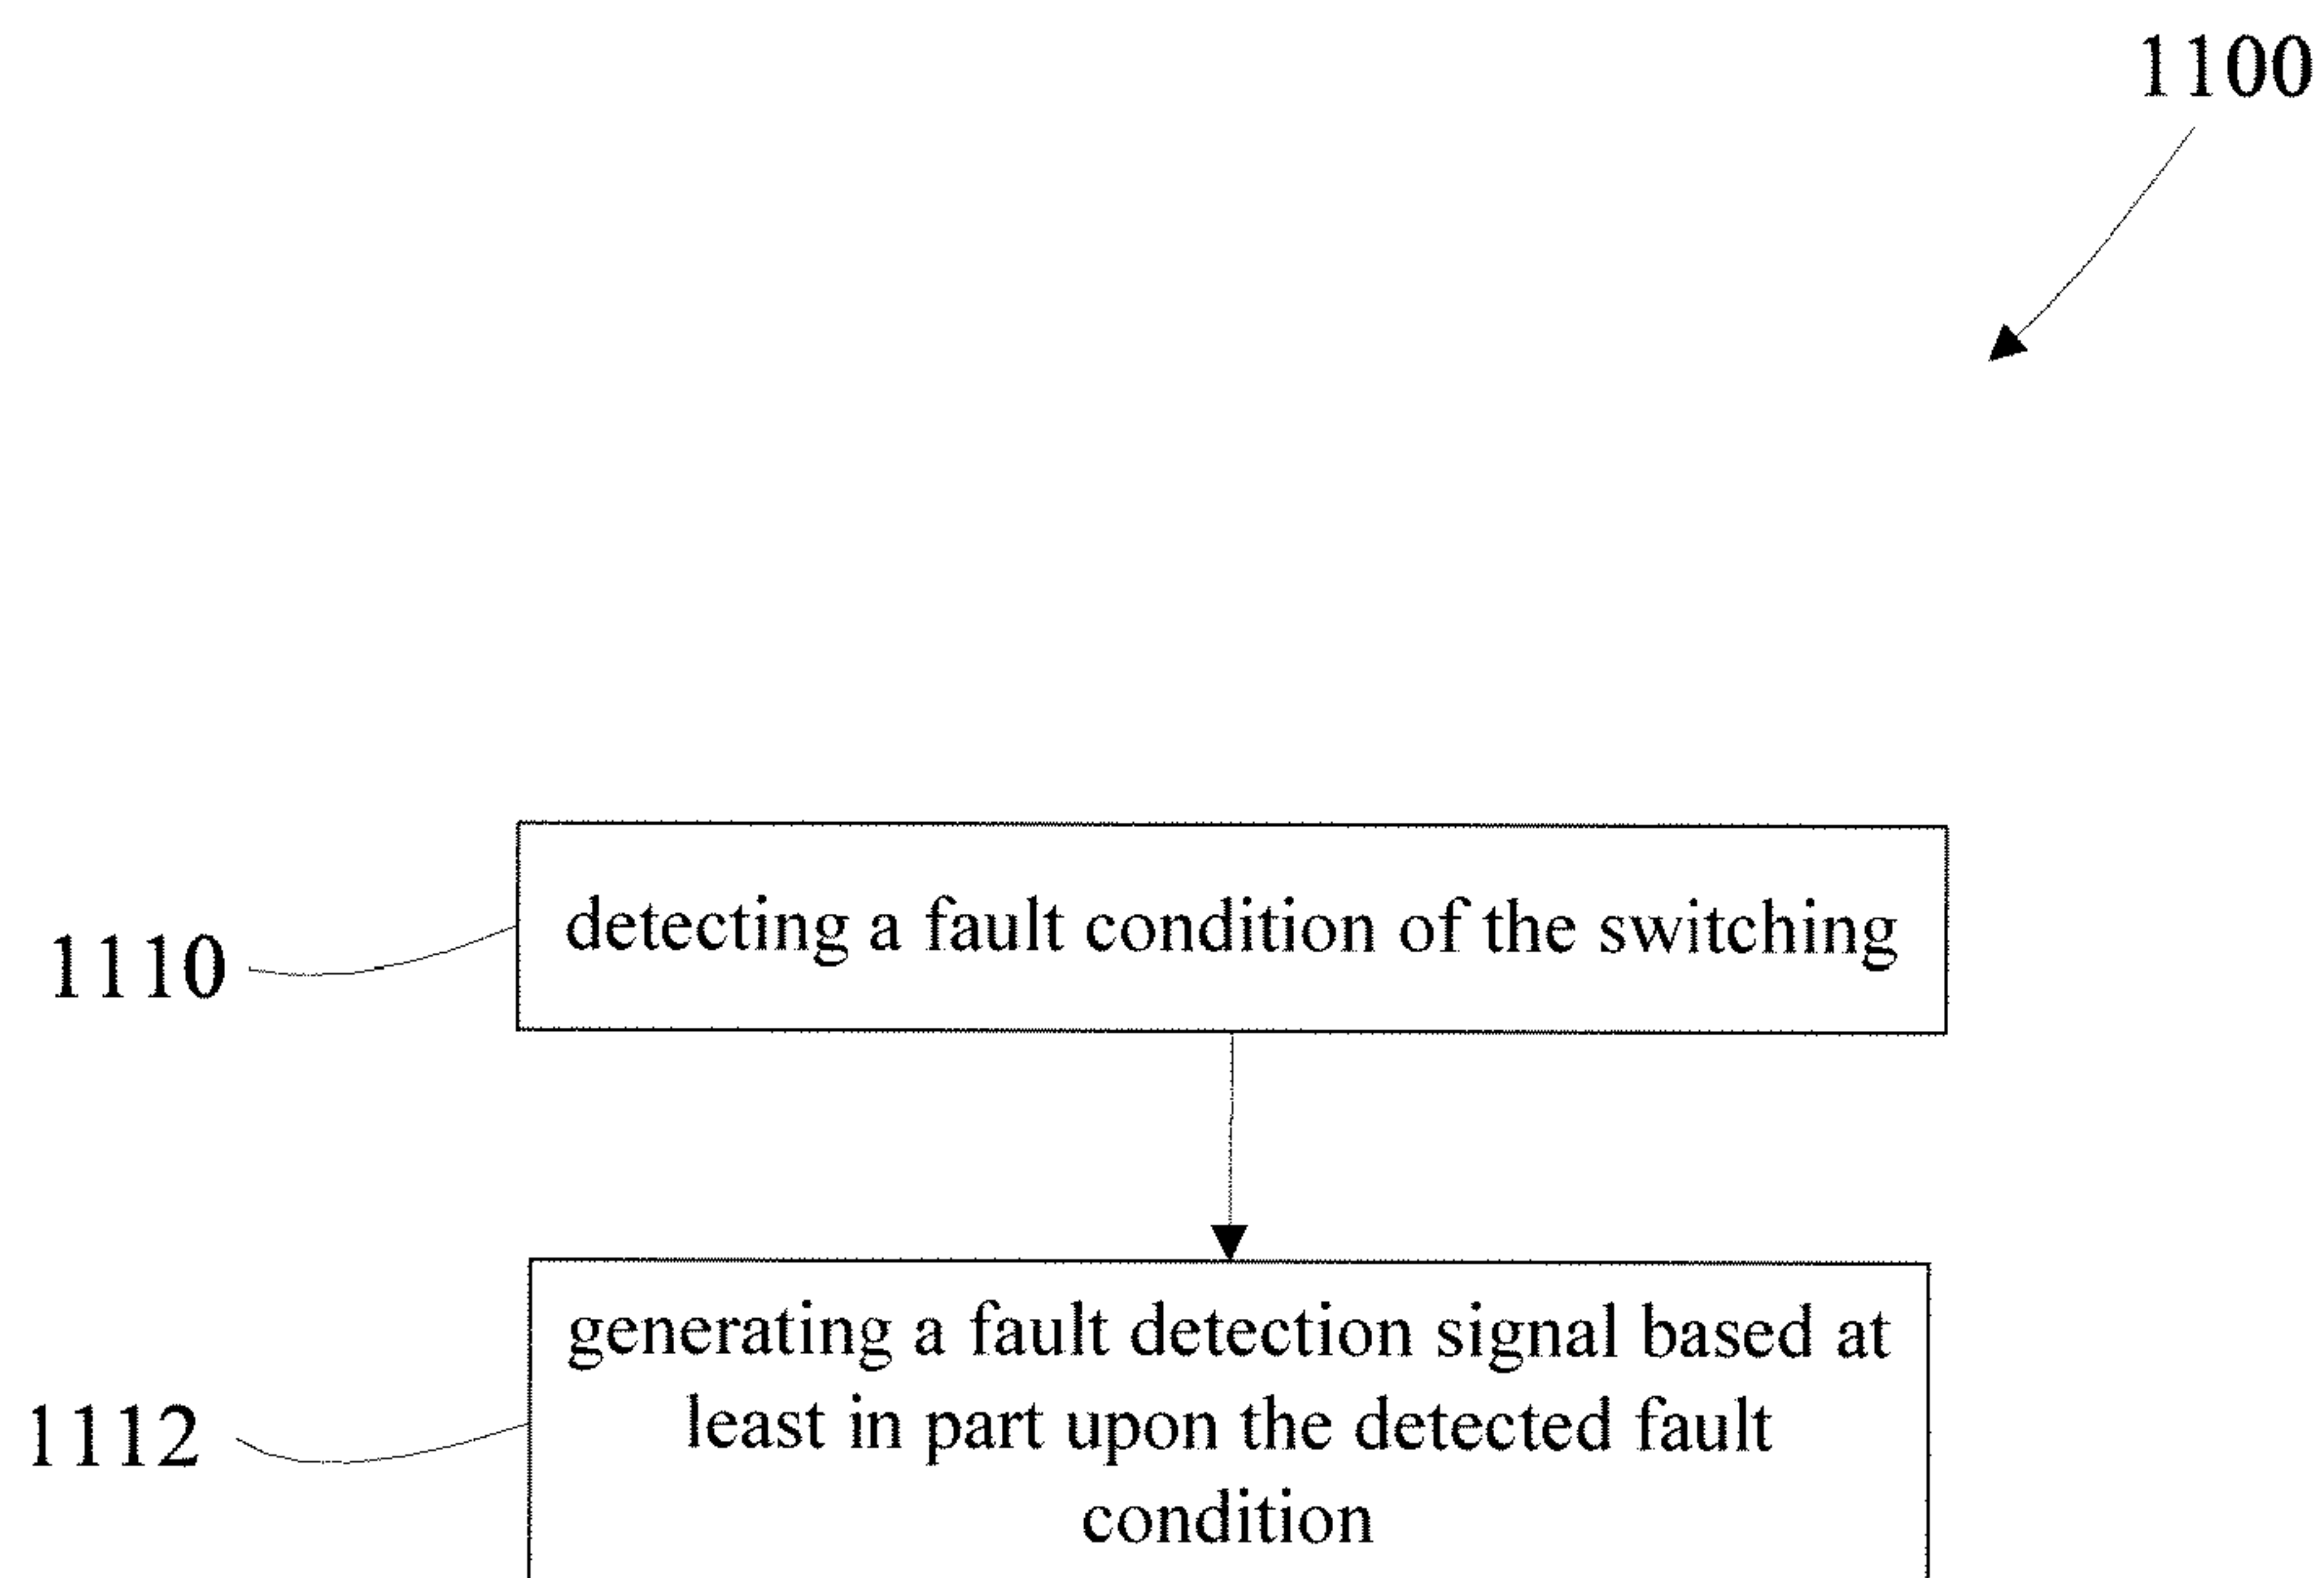 1100
1110
detecting a fault condition of the switching
1112
generating a fault detection signal based at
least in part upon the detected fault
condition